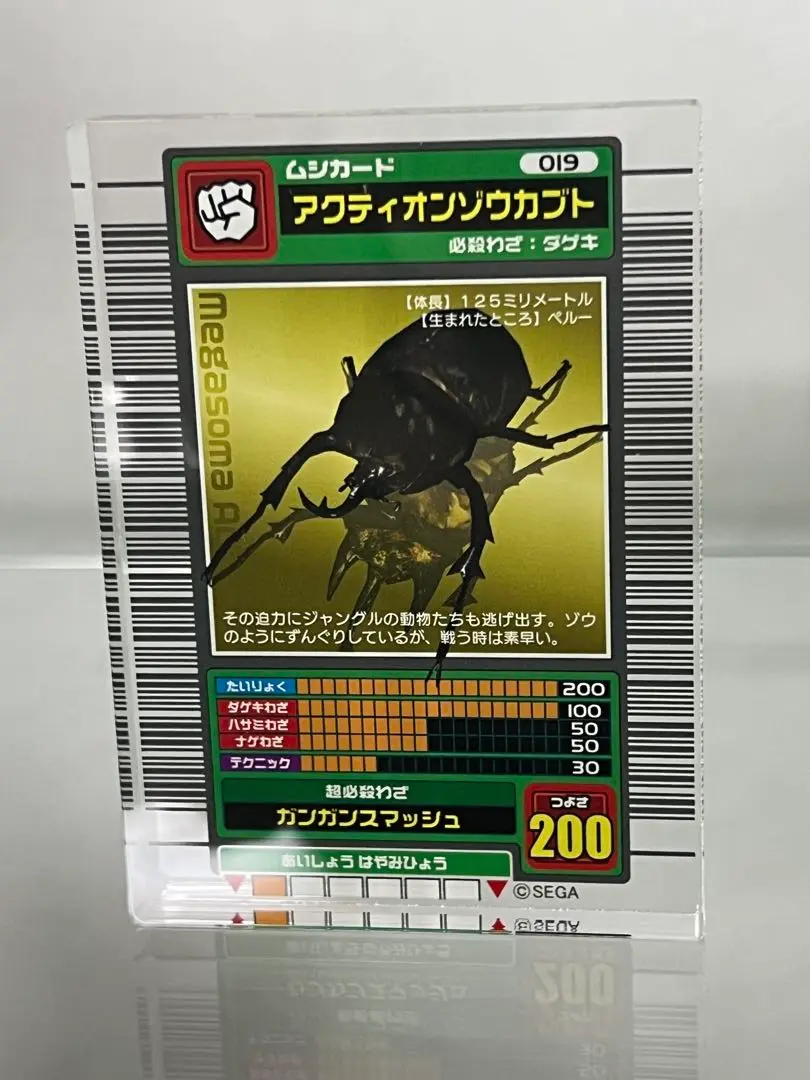 ムシカード
019
アクティオンゾウカブト
必殺わざ：ダゲキ
【体長】125ミリメートル
【生まれたところ】ペルー
Megasoma
その迫力にジャングルの動物たちも逃げ出す。ゾウ
のようにずんぐりしているが、戦う時は素早い。
たいりょく 200
ダゲキわざ 100
ハサミわざ 50
ナゲわざ 50
テクニック 30
超必殺わざ
ガンガンスマッシュ
つよさ
200
あいしょう はやみひょう
©SEGA